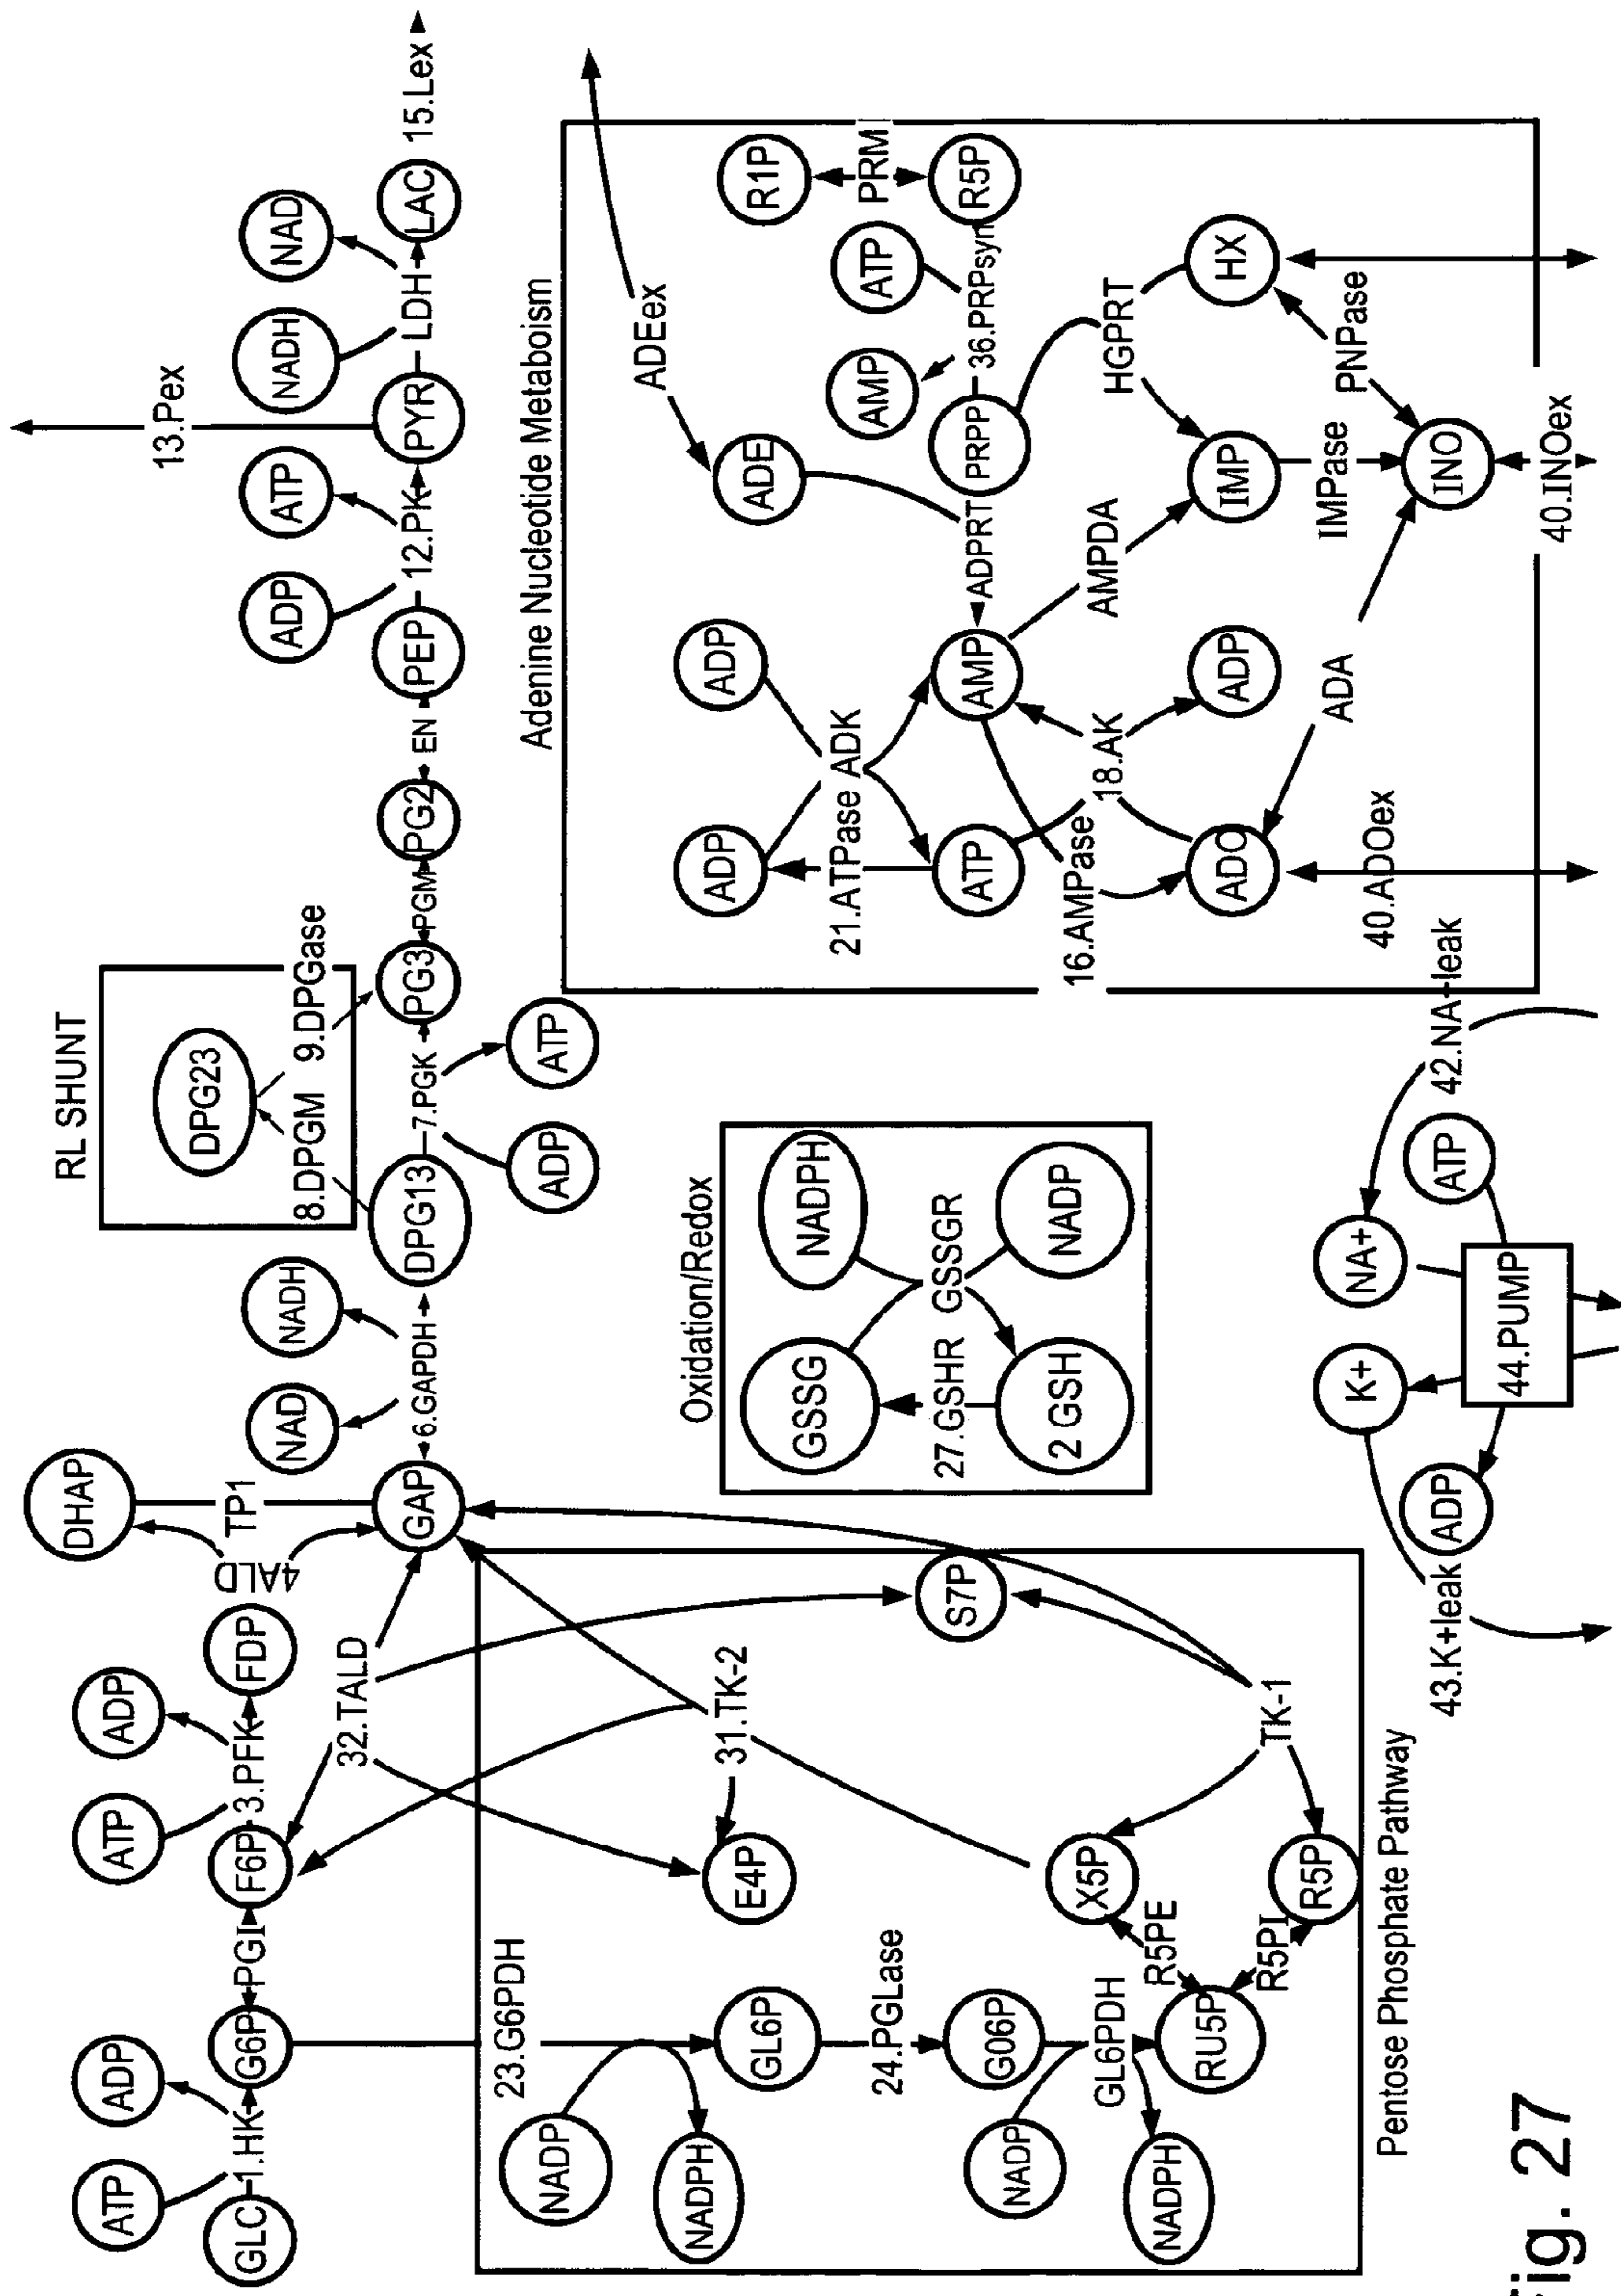 13.Pex
ATP
ADP
ATP
ADP
DHAP
RL SHUNT
DPG23
8.DPGM
9.DPGase
NAD
NADH
ADP
ATP
NADH
NAD
GLC
1.HK
G6P
PGI
F6P
3.PFK
FDP
4ALD
TP1
GAP
6.GAPDH
DPG13
7.PGK
PG3
PGM
PG2
EN
PEP
12.PK
PYR
LDH
LAC
15.Lex
ADP
ATP
32.TALD
23.G6PDH
NADP
NADPH
GL6P
24.PGLase
G06P
NADP
NADPH
GL6PDH
RU5P
R5PE
R5PI
X5P
R5P
E4P
31.TK-2
S7P
TK-1
Pentose Phosphate Pathway
Oxidation/Redox
GSSG
NADPH
27.GSHR
GSSGR
2 GSH
NADP
43.K+leak
K+
NA+
42.NA+leak
ADP
ATP
44.PUMP
Adenine Nucleotide Metaboism
ADEex
ADP
ADP
ADE
R1P
21.ATPase
ADK
AMP
ATP
PRM
ATP
AMP
ADPRT
PRPP
36.PRPsyn
R5P
16.AMPase
18.AK
AMPDA
HGPRT
ADO
ADP
IMP
HX
ADA
IMPase
PNPase
40.ADOex
INO
40.INOex
Fig. 27